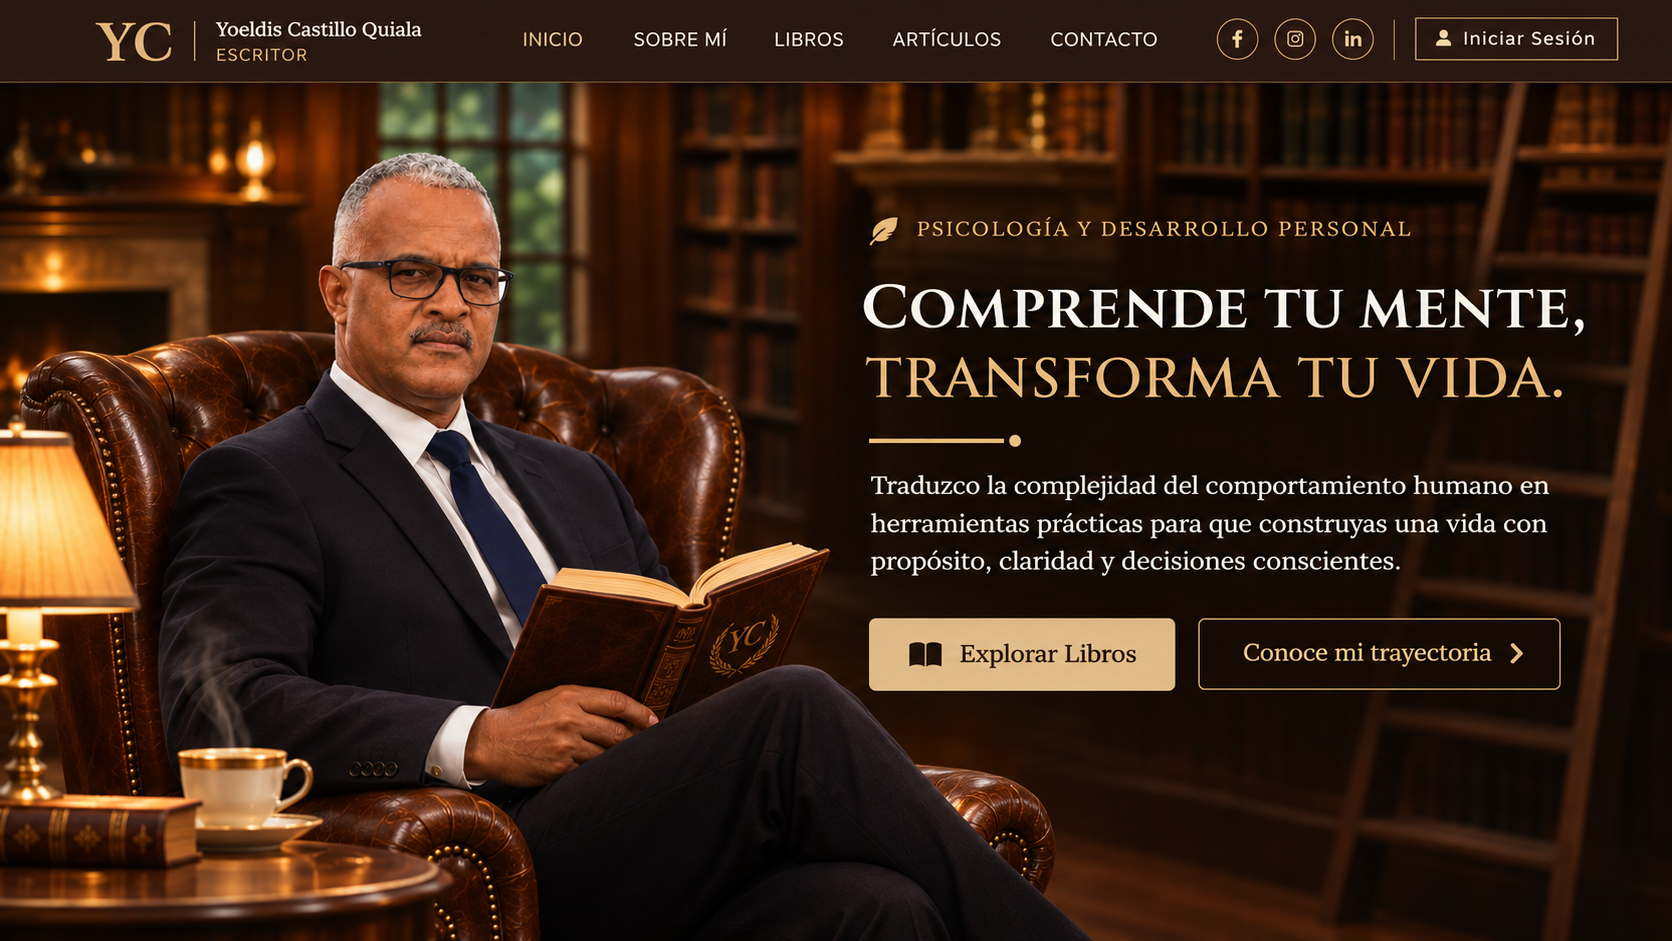 YC
Yoeldis Castillo Quiala
ESCRITOR
INICIO
SOBRE MÍ
LIBROS
ARTÍCULOS
CONTACTO
f
in
Iniciar Sesión
PSICOLOGÍA Y DESARROLLO PERSONAL
COMPRENDE TU MENTE,
TRANSFORMA TU VIDA.
Traduzco la complejidad del comportamiento humano en
herramientas prácticas para que construyas una vida con
propósito, claridad y decisiones conscientes.
YC
Explorar Libros
Conoce mi trayectoria